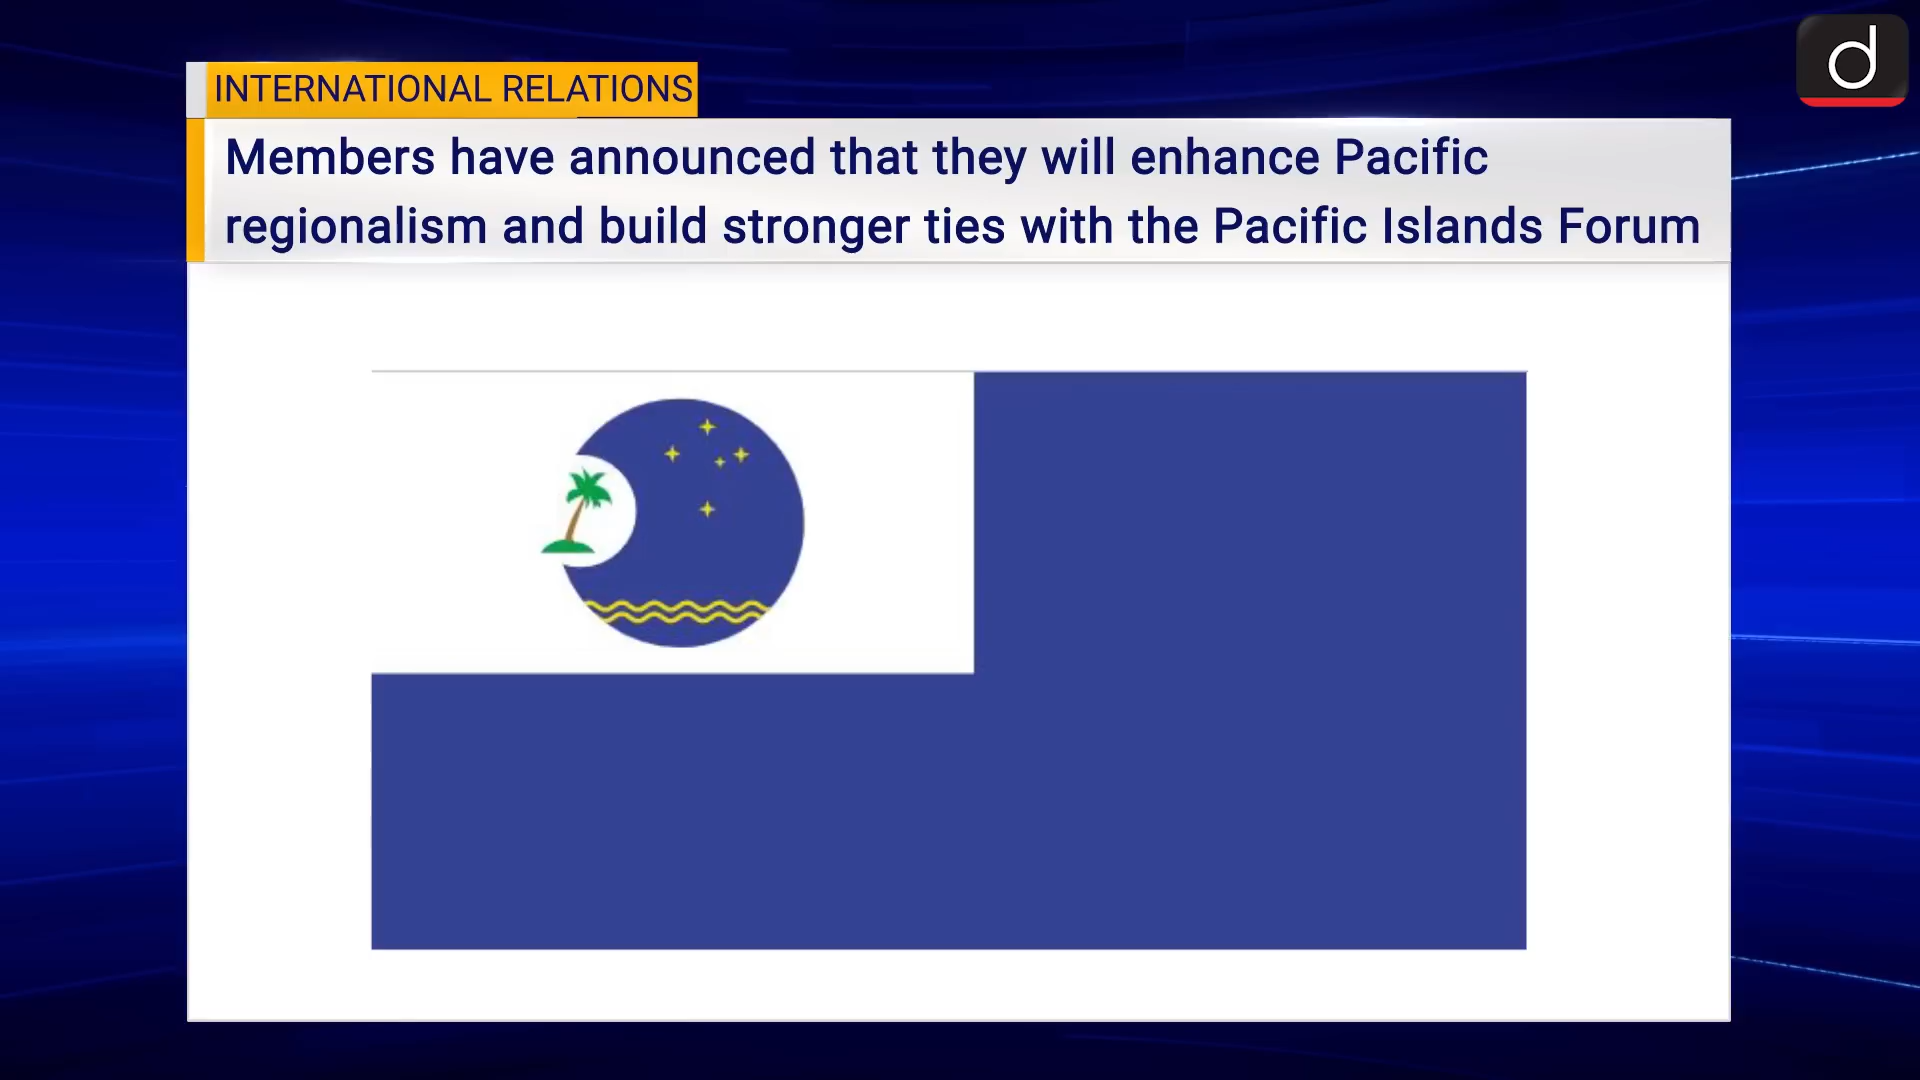 INTERNATIONAL RELATIONS
Members have announced that they will enhance Pacific
regionalism and build stronger ties with the Pacific Islands Forum
d